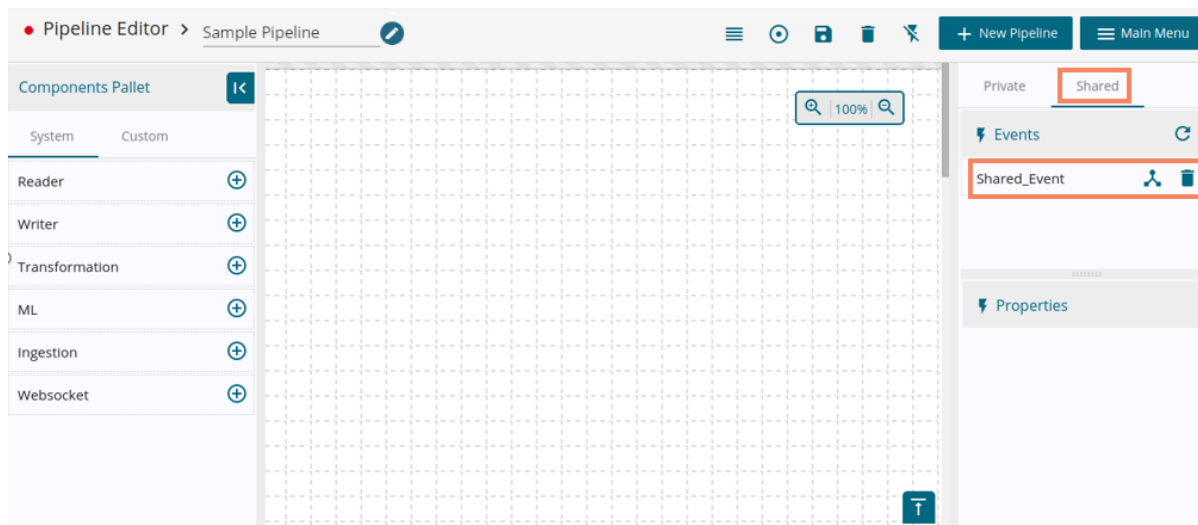 Pipeline Editor > Sample Pipeline
+ New Pipeline
Main Menu
Components Pallet
System Custom
Reader
Writer
Transformation
ML
Ingestion
Websocket
100%
Private Shared
Events
Shared_Event
Properties